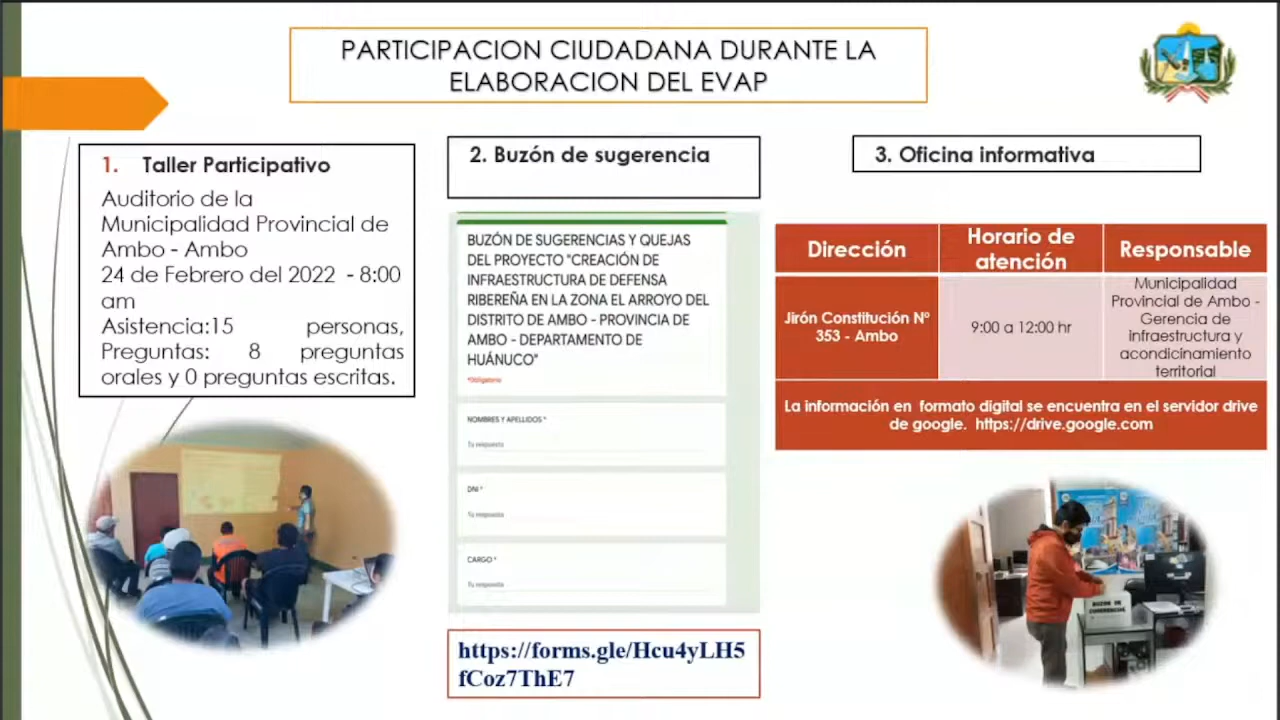 PARTICIPACION CIUDADANA DURANTE LA
ELABORACION DEL EVAP
1. Taller Participativo
Auditorio de la
Municipalidad Provincial de
Ambo - Ambo
24 de Febrero del 2022 - 8:00
am
Asistencia:15 personas,
Preguntas: 8 preguntas
orales y 0 preguntas escritas.
2. Buzón de sugerencia
BUZÓN DE SUGERENCIAS Y QUEJAS
DEL PROYECTO "CREACIÓN DE
INFRAESTRUCTURA DE DEFENSA
RIBEREÑA EN LA ZONA EL ARROYO DEL
DISTRITO DE AMBO - PROVINCIA DE
AMBO - DEPARTAMENTO DE
HUÁNUCO"
*Obligatorio
NOMBRES Y APELLIDOS *
Tu respuesta
DNI *
Tu respuesta
CARGO *
Tu respuesta
https://forms.gle/Hcu4yLH5
fCoz7ThE7
3. Oficina informativa
Dirección
Horario de
atención
Responsable
Jirón Constitución Nº
353 - Ambo
9:00 a 12:00 hr
Municipalidad
Provincial de Ambo -
Gerencia de
infraestructura y
acondicinamiento
territorial
La información en formato digital se encuentra en el servidor drive
de google. https://drive.google.com
BUZON DE
SUGERENCIAS